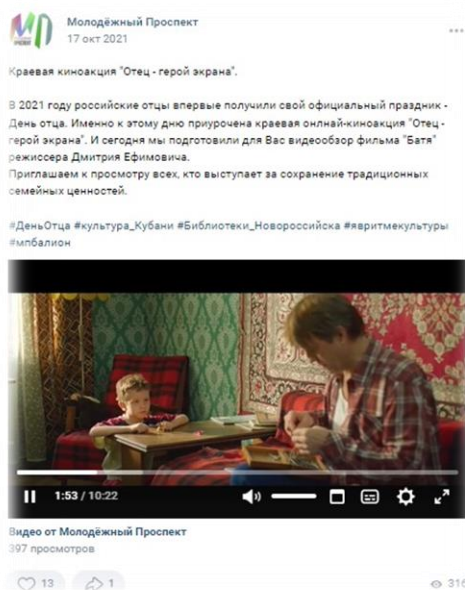 Молодёжный Проспект
17 окт 2021
Краевая киноакция "Отец - герой экрана".
В 2021 году российские отцы впервые получили свой официальный праздник -
День отца. Именно к этому дню приурочена краевая онлнай-киноакция "Отец -
герой экрана". И сегодня мы подготовили для Вас видеообзор фильма "Батя"
режиссера Дмитрия Ефимовича.
Приглашаем к просмотру всех, кто выступает за сохранение традиционных
семейных ценностей.
#ДеньОтца #культура_Кубани #Библиотеки_Новороссийска #явритмекультуры
#мпбалион
1:53 / 10:22
Видео от Молодёжный Проспект
397 просмотров
13 1 316